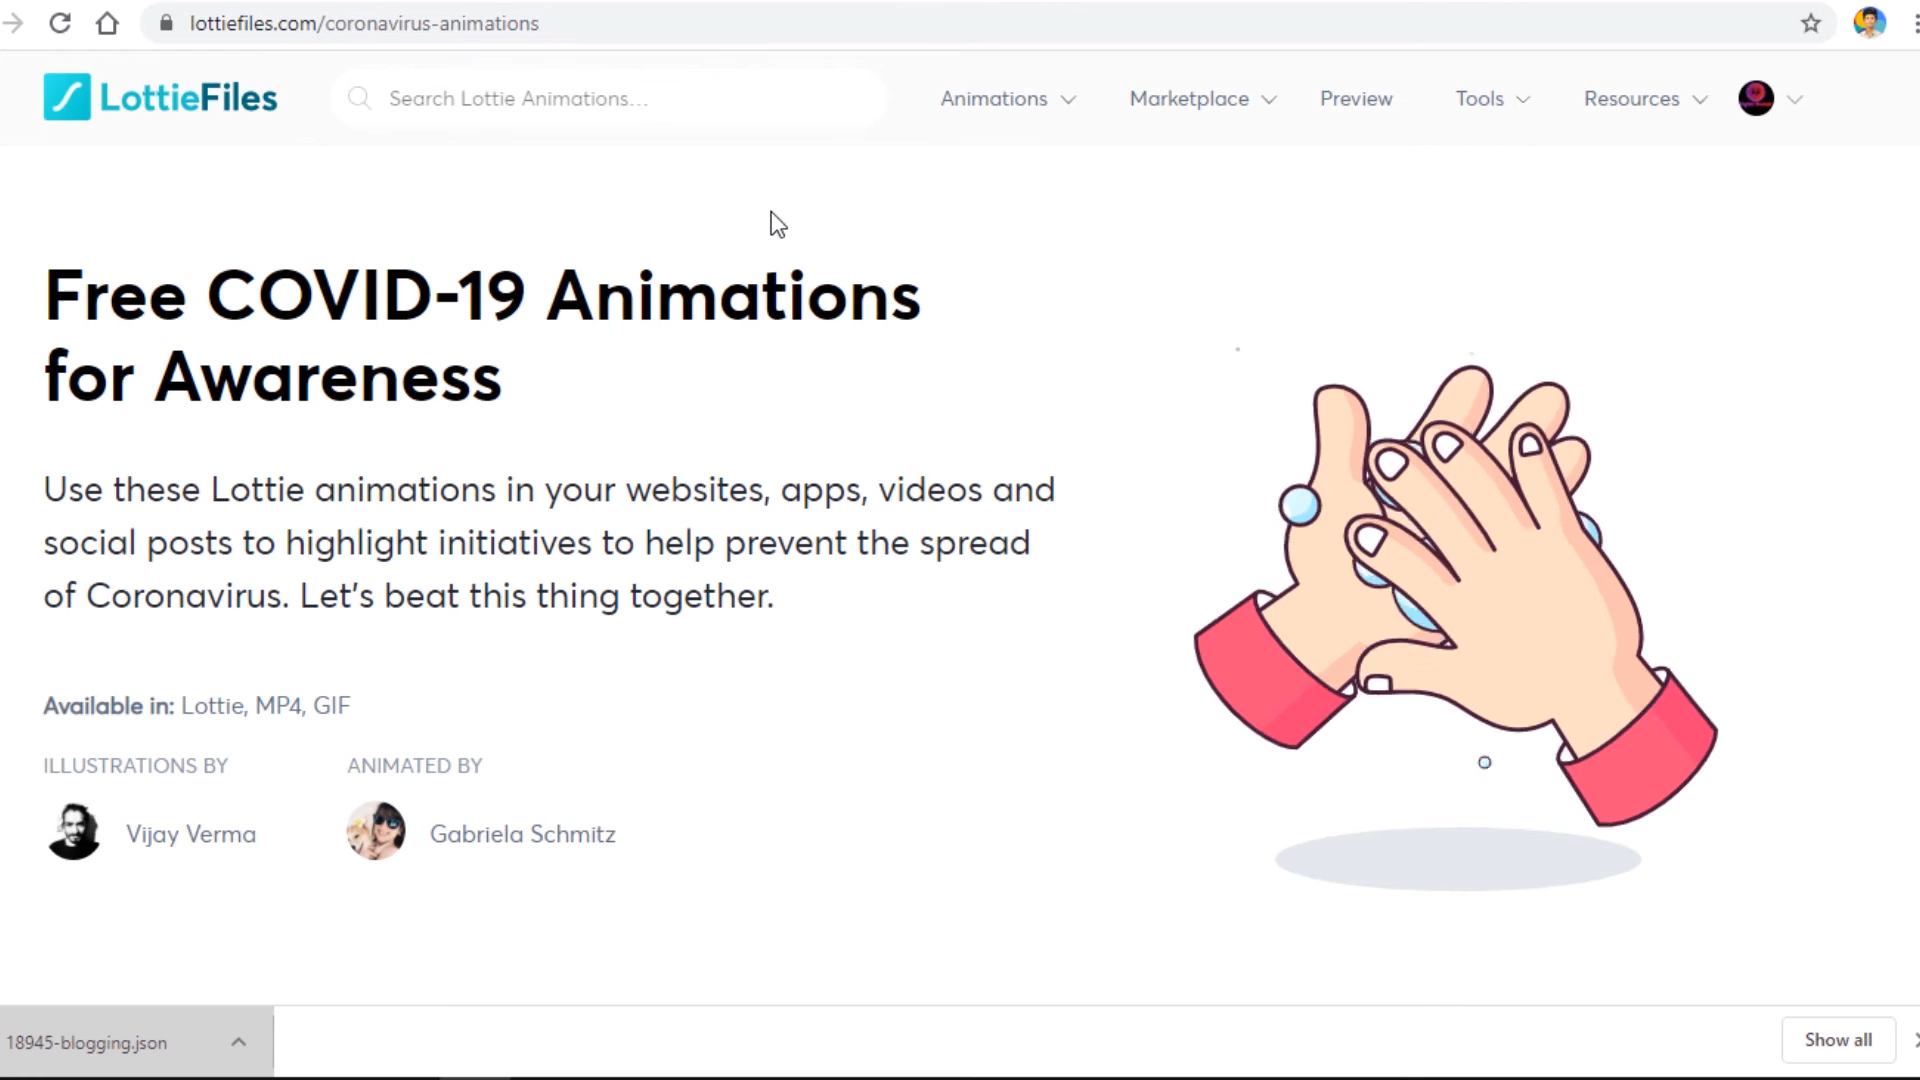 lottiefiles.com/coronavirus-animations
LottieFiles
Search Lottie Animations...
Animations
Marketplace
Preview
Tools
Resources
Free COVID-19 Animations
for Awareness
Use these Lottie animations in your websites, apps, videos and
social posts to highlight initiatives to help prevent the spread
of Coronavirus. Let's beat this thing together.
Available in: Lottie, MP4, GIF
ILLUSTRATIONS BY
ANIMATED BY
Vijay Verma
Gabriela Schmitz
18945-blogging.json
Show all